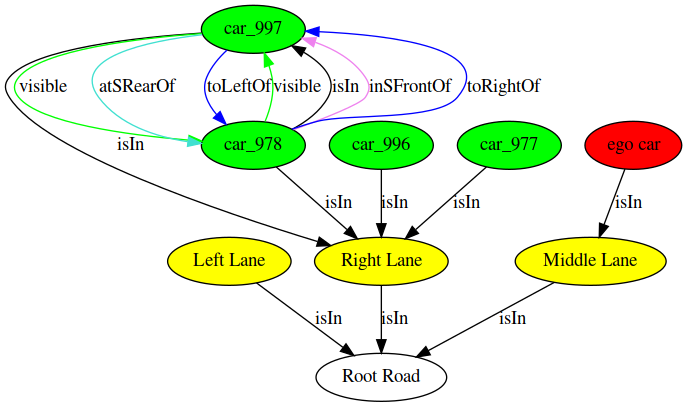 car_997
visible
atSRearOf
toLeftOf
visible
isIn
inSFrontOf
toRightOf
isIn
car_978
car_996
car_977
ego car
isIn
isIn
isIn
isIn
Left Lane
Right Lane
Middle Lane
isIn
isIn
isIn
Root Road